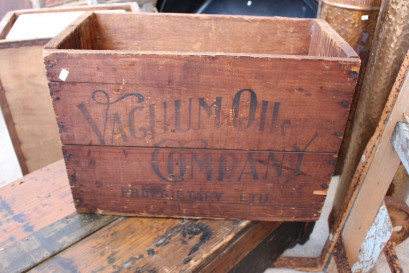 VACUUM OIL
COMPANY
PROPRIETARY LTD.